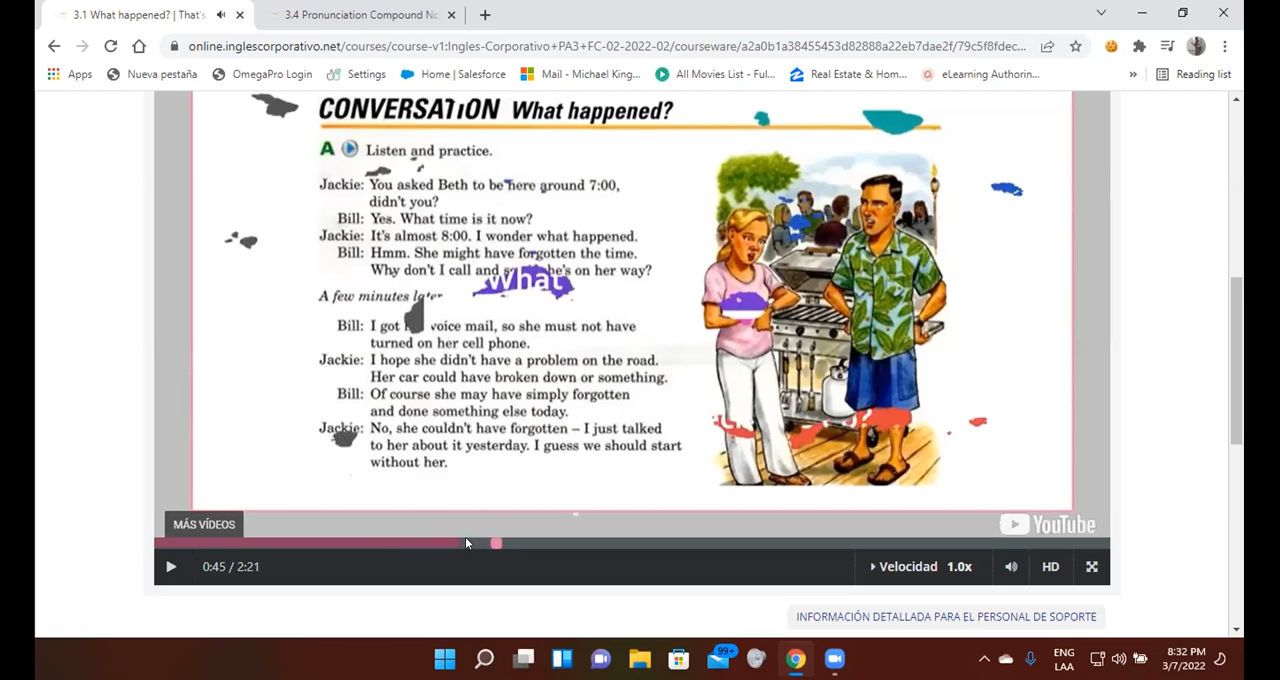 3.1 What happened? | That's
3.4 Pronunciation Compound No
online.inglescorporativo.net/courses/course-v1:Ingles-Corporativo+PA3+FC-02-2022-02/courseware/a2a0b1a38455453d82888a22eb7dae2f/79c5f8fdec...
Apps Nueva pestaña OmegaPro Login Settings Home | Salesforce Mail - Michael King... All Movies List - Ful... Real Estate & Hom... eLearning Authorin... » Reading list
CONVERSATION What happened?
A Listen and practice.
Jackie: You asked Beth to be here around 7:00,
didn't you?
Bill: Yes. What time is it now?
Jackie: It's almost 8:00. I wonder what happened.
Bill: Hmm. She might have forgotten the time.
Why don't I call and she's on her way?
What
A few minutes later
Bill: I got voice mail, so she must not have
turned on her cell phone.
Jackie: I hope she didn't have a problem on the road.
Her car could have broken down or something.
Bill: Of course she may have simply forgotten
and done something else today.
Jackie: No, she couldn't have forgotten – I just talked
to her about it yesterday. I guess we should start
without her.
MÁS VÍDEOS
YouTube
0:45 / 2:21
Velocidad 1.0x
HD
INFORMACIÓN DETALLADA PARA EL PERSONAL DE SOPORTE
99+
ENG
LAA
8:32 PM
3/7/2022